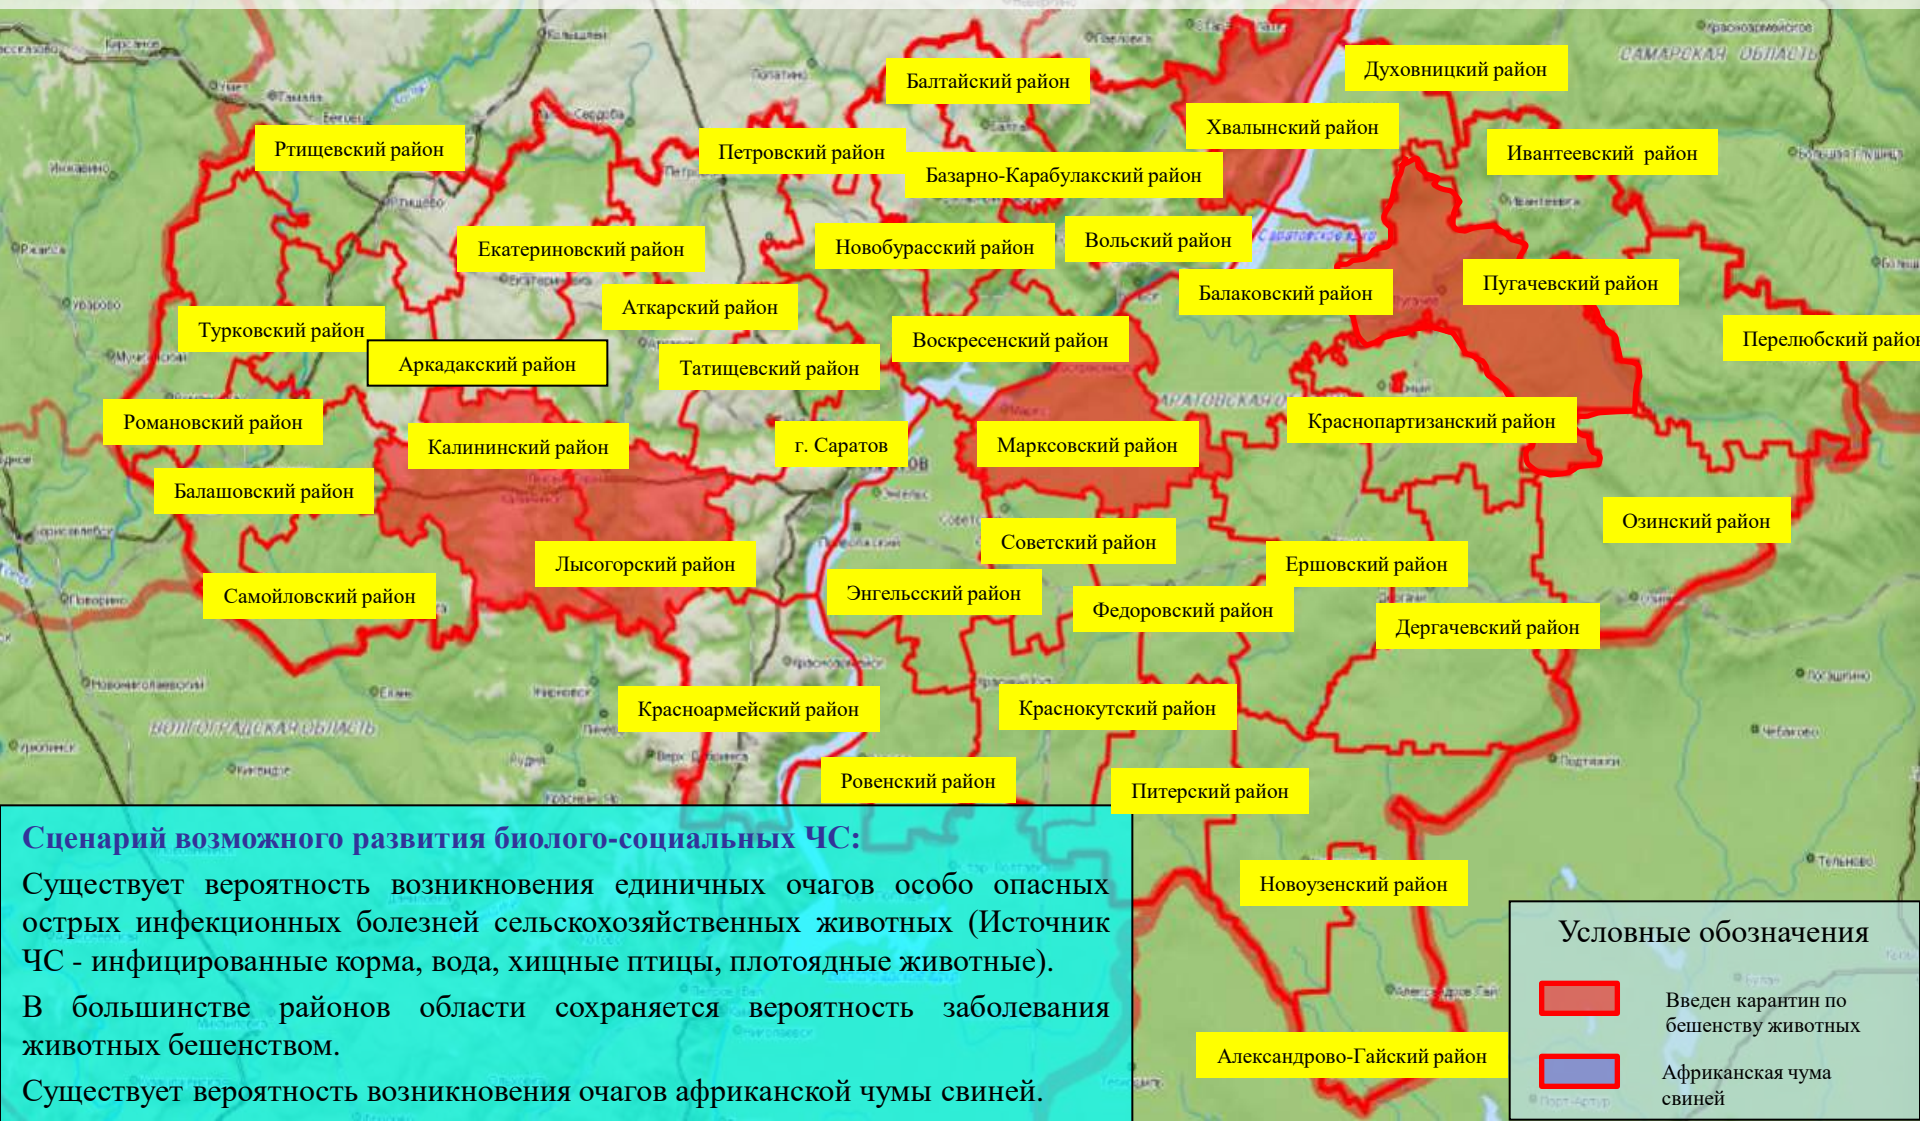 САМАРСКАЯ ОБЛАСТЬ
Духовницкий район
Балтайский район
Хвалынский район
Ртищевский район
Петровский район
Ивантеевский район
Базарно-Карабулакский район
Екатериновский район
Новобурасский район
Вольский район
Балаковский район
Пугачевский район
Аткарский район
Турковский район
Воскресенский район
Перелюбский район
Аркадакский район
Татищевский район
Романовский район
Калининский район
г. Саратов
Марксовский район
Краснопартизанский район
Балашовский район
Озинский район
Советский район
Лысогорский район
Ершовский район
Самойловский район
Энгельсский район
Федоровский район
Дергачевский район
Красноармейский район
Краснокутский район
ВОЛГОГРАДСКАЯ ОБЛАСТЬ
Ровенский район
Питерский район
Новоузенский район
Александрово-Гайский район
Сценарий возможного развития биолого-социальных ЧС:
Существует вероятность возникновения единичных очагов особо опасных
острых инфекционных болезней сельскохозяйственных животных (Источник
ЧС - инфицированные корма, вода, хищные птицы, плотоядные животные).
В большинстве районов области сохраняется вероятность заболевания
животных бешенством.
Существует вероятность возникновения очагов африканской чумы свиней.
Условные обозначения
Введен карантин по
бешенству животных
Африканская чума
свиней